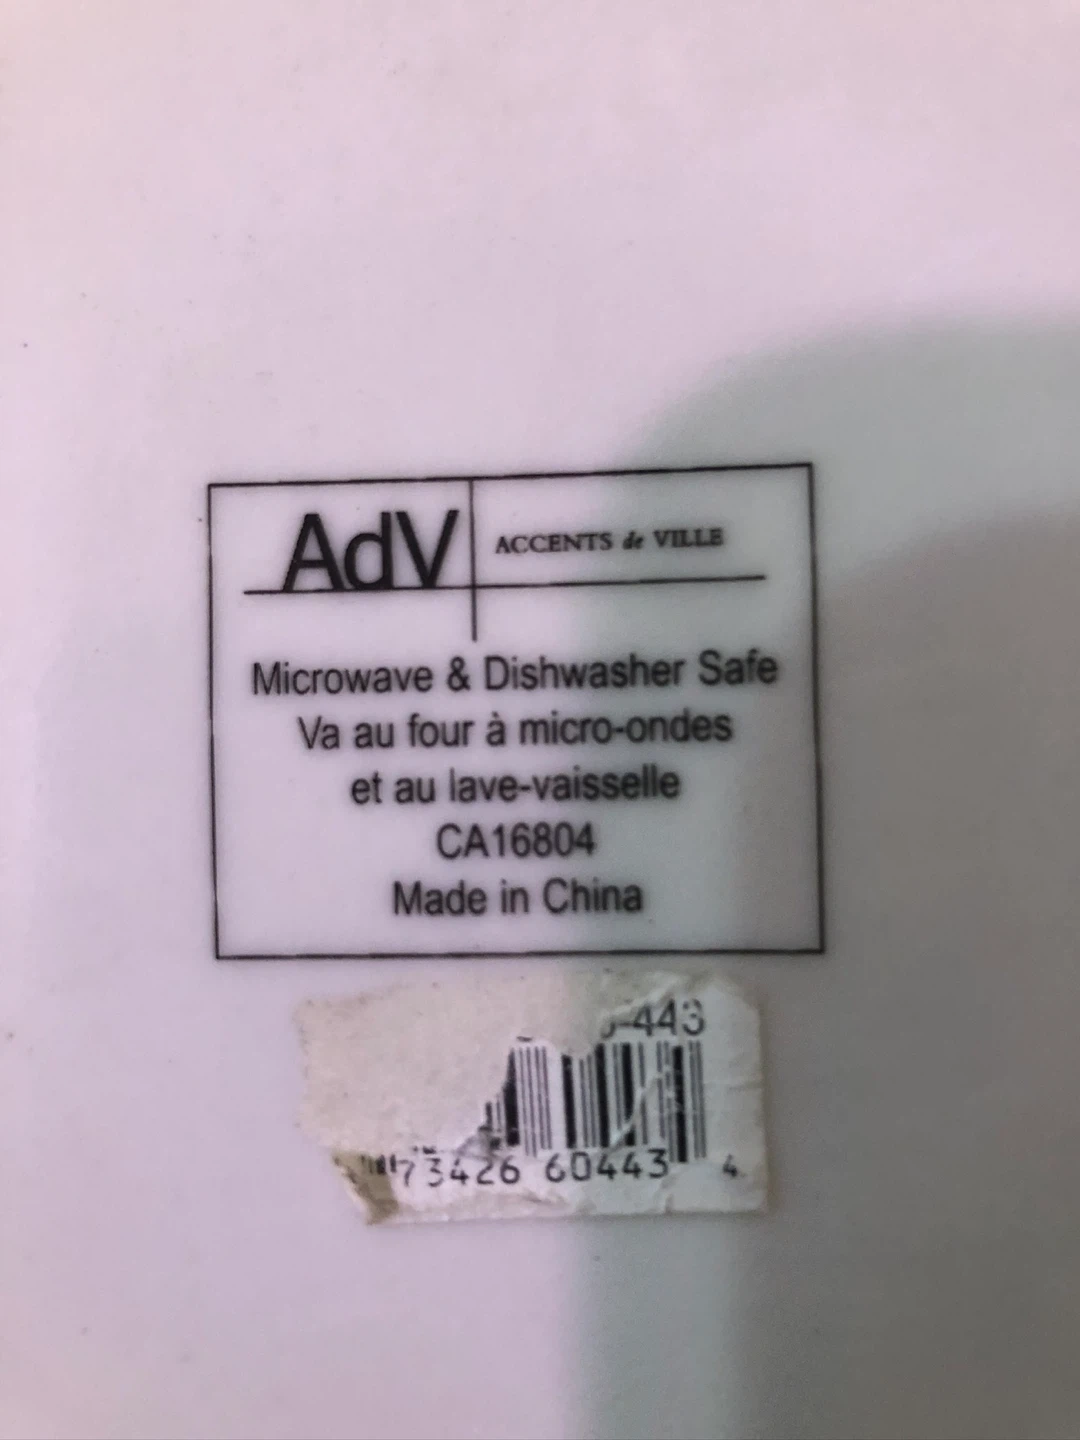 AdV ACCENTS de VILLE
Microwave & Dishwasher Safe
Va au four à micro-ondes
et au lave-vaisselle
CA16804
Made in China
-443
73426 60443 4